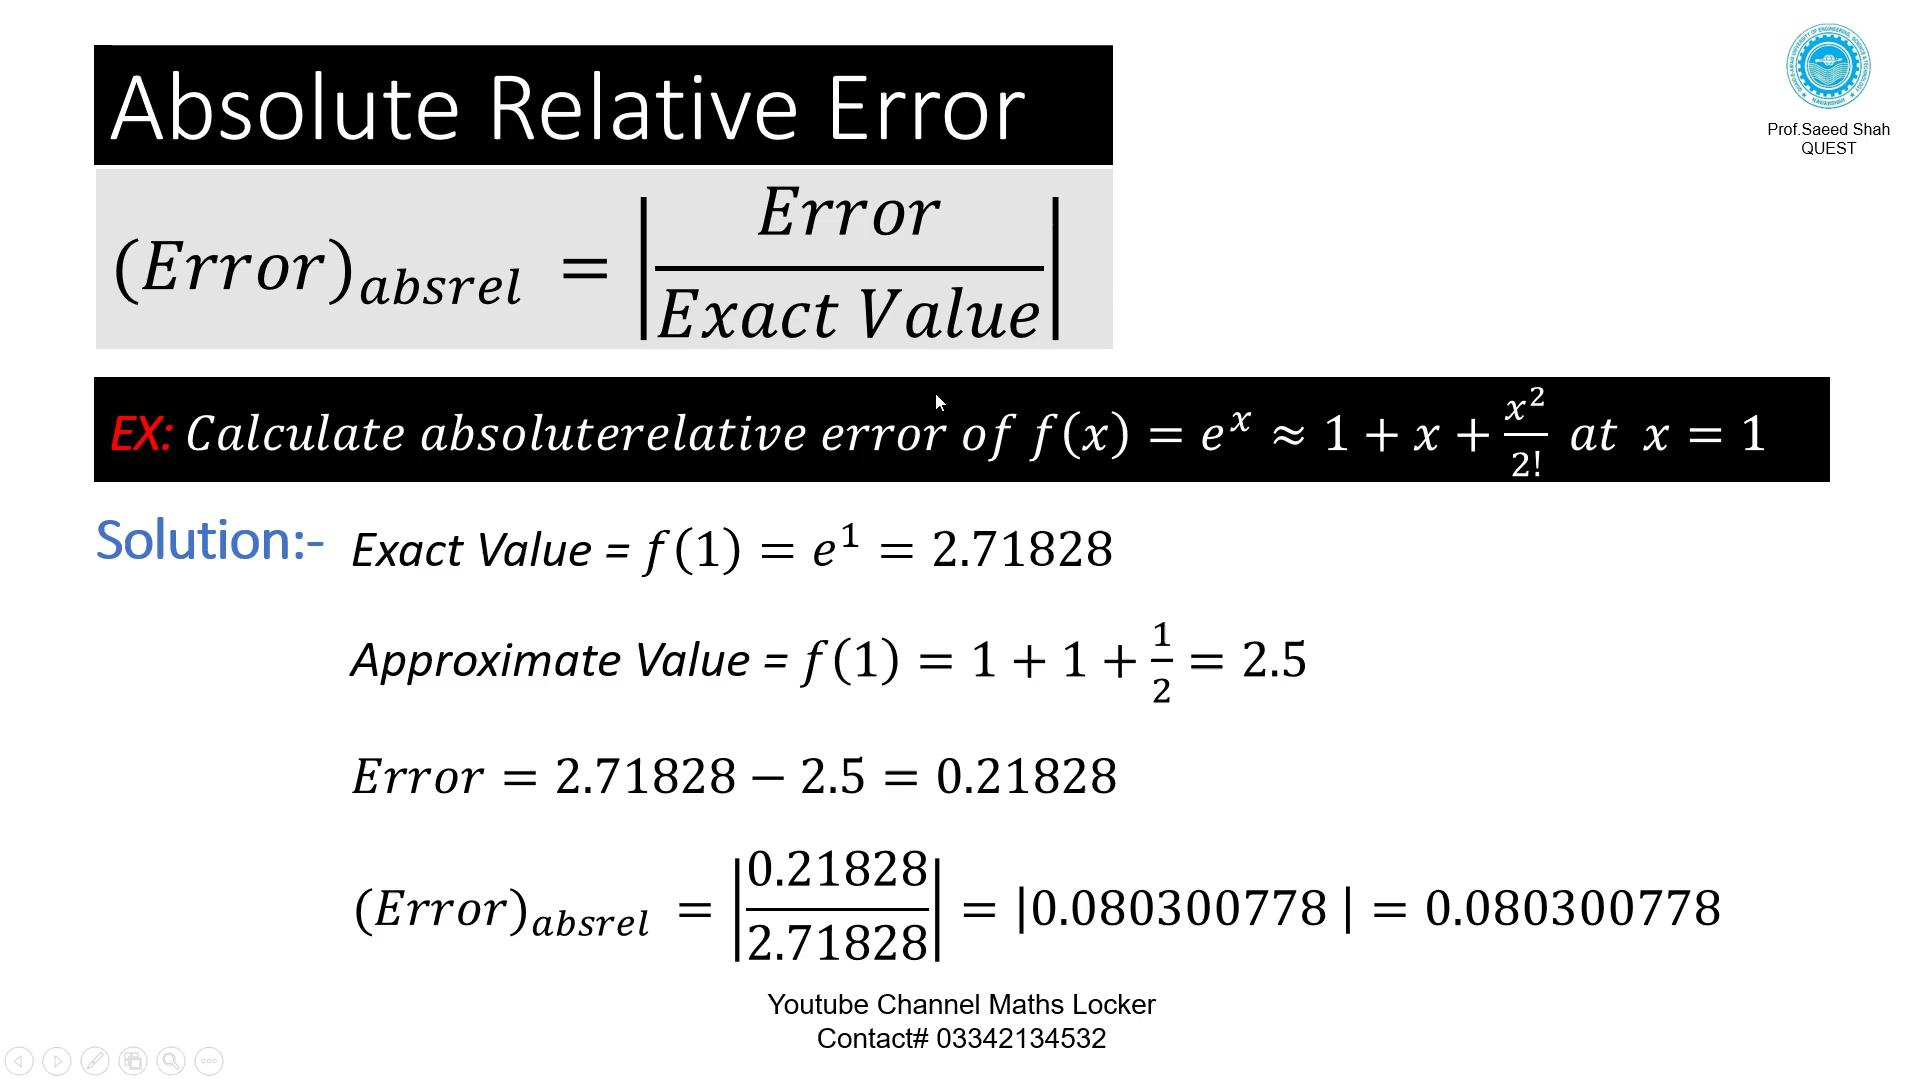 Absolute Relative Error
Prof.Saeed Shah
QUEST
(Error)absrel = |Error / Exact Value|
EX: Calculate absoluterelative error of f(x) = e^x ≈ 1 + x + x^2/2! at x = 1
Solution:- Exact Value = f(1) = e^1 = 2.71828
Approximate Value = f(1) = 1 + 1 + 1/2 = 2.5
Error = 2.71828 − 2.5 = 0.21828
(Error)absrel = |0.21828 / 2.71828| = |0.080300778 | = 0.080300778
Youtube Channel Maths Locker
Contact# 03342134532